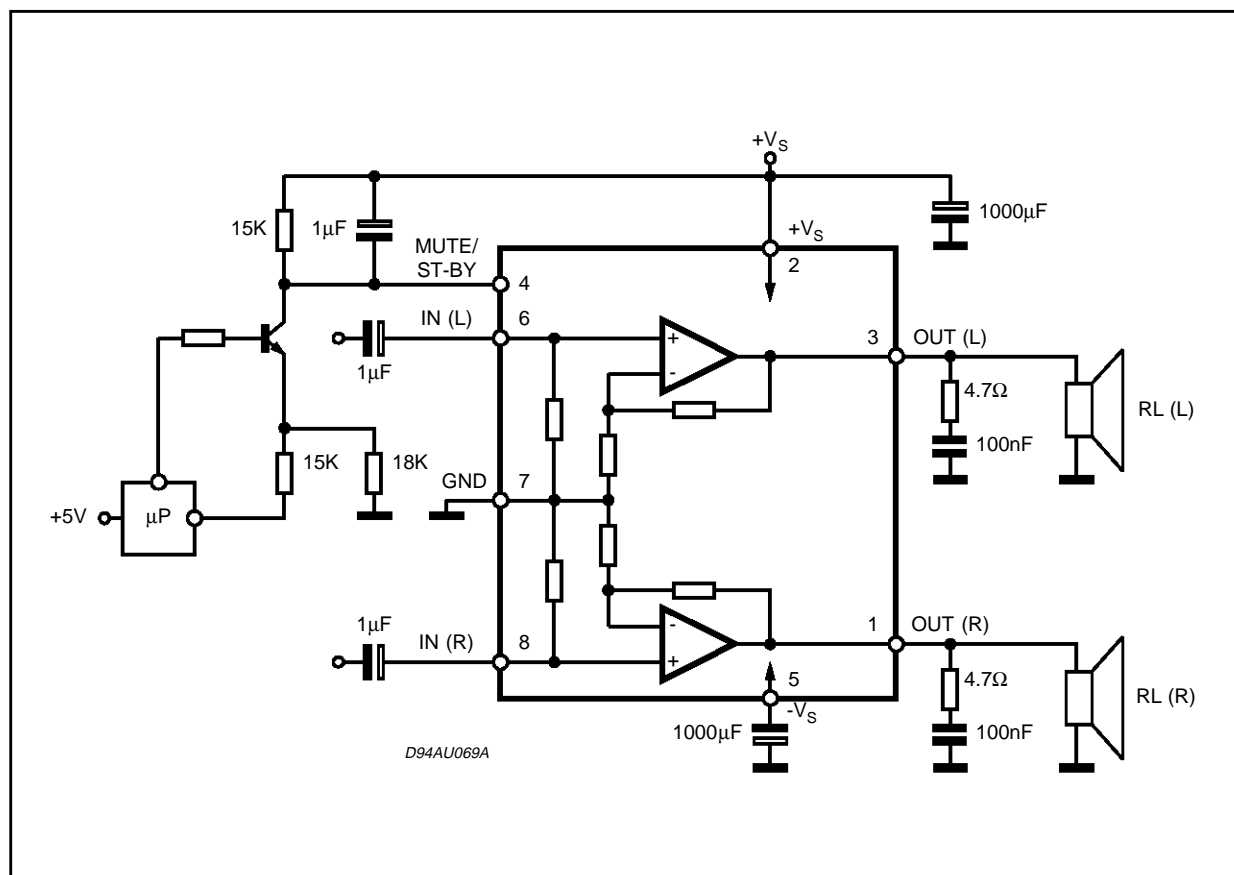 +VS
15K
1µF
1000µF
MUTE/
ST-BY
+VS
2
4
IN (L)
6
1µF
+
-
3
OUT (L)
4.7Ω
100nF
RL (L)
15K
18K
GND
7
+5V
µP
1µF
IN (R)
8
-
+
1
OUT (R)
4.7Ω
100nF
RL (R)
5
-VS
1000µF
D94AU069A